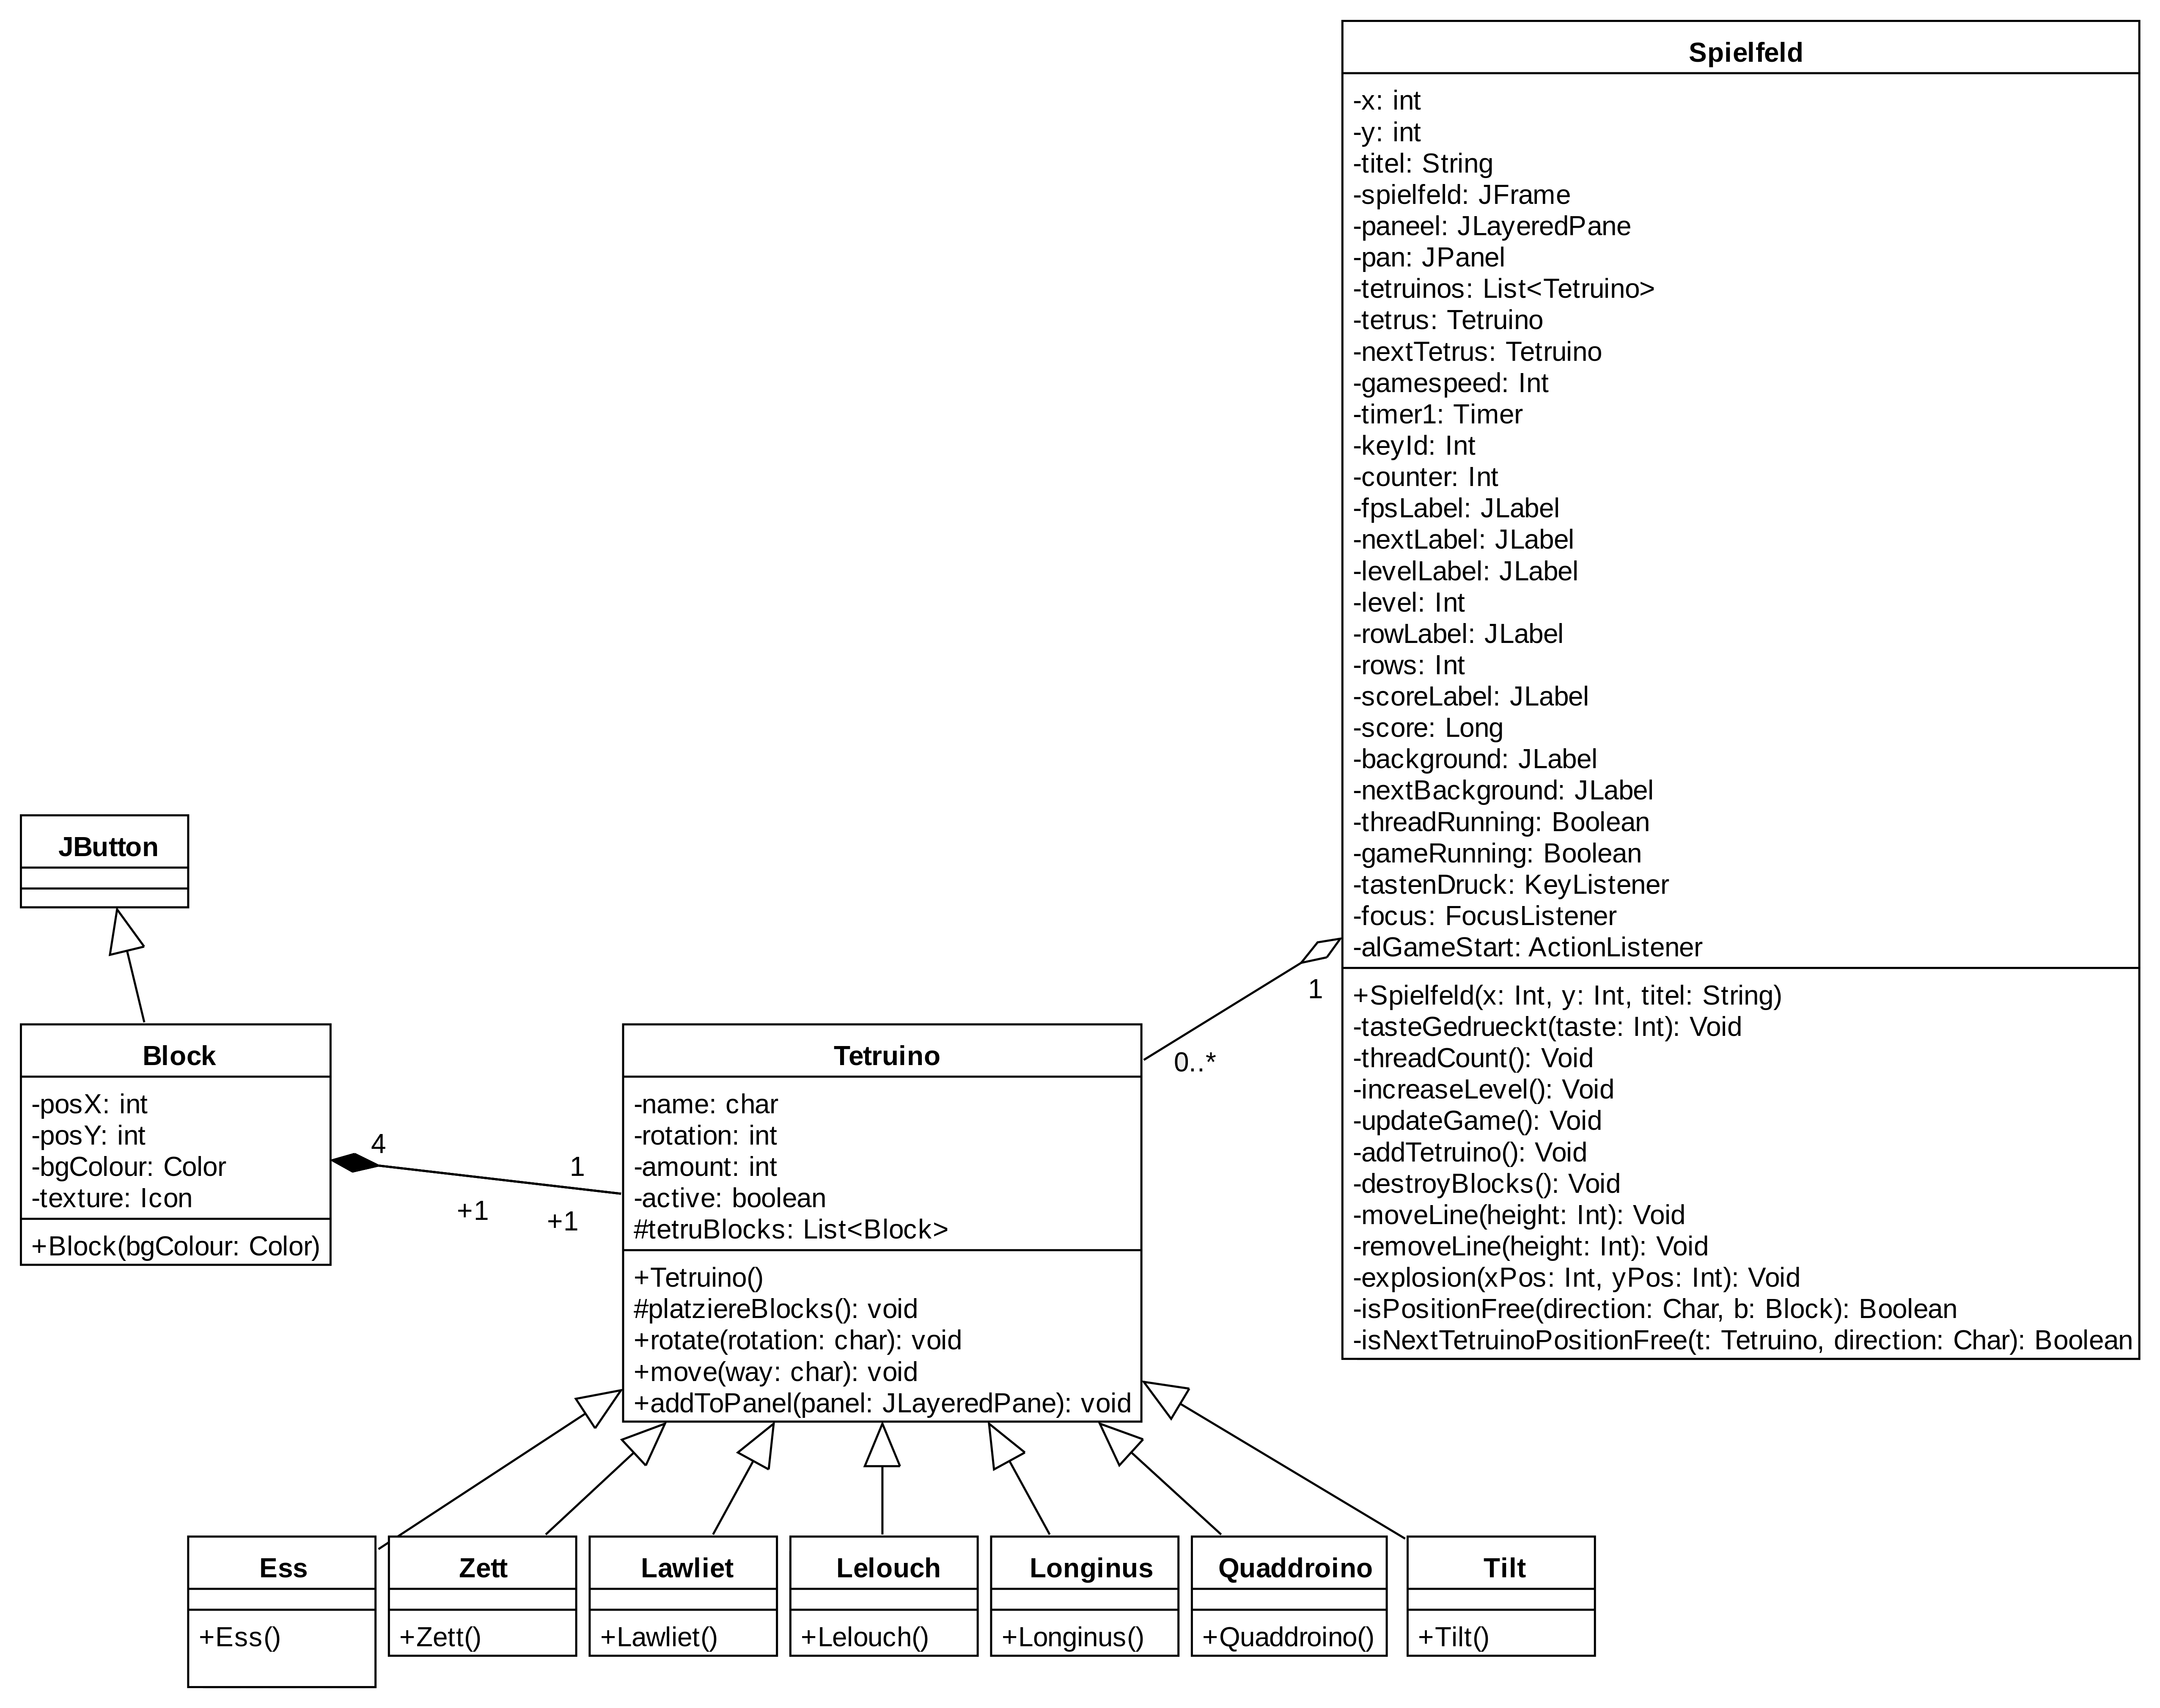 Spielfeld
-x: int
-y: int
-titel: String
-spielfeld: JFrame
-paneel: JLayeredPane
-pan: JPanel
-tetruinos: List<Tetruino>
-tetrus: Tetruino
-nextTetrus: Tetruino
-gamespeed: Int
-timer1: Timer
-keyId: Int
-counter: Int
-fpsLabel: JLabel
-nextLabel: JLabel
-levelLabel: JLabel
-level: Int
-rowLabel: JLabel
-rows: Int
-scoreLabel: JLabel
-score: Long
-background: JLabel
-nextBackground: JLabel
-threadRunning: Boolean
-gameRunning: Boolean
-tastenDruck: KeyListener
-focus: FocusListener
-alGameStart: ActionListener
+Spielfeld(x: Int, y: Int, titel: String)
-tasteGedrueckt(taste: Int): Void
-threadCount(): Void
-increaseLevel(): Void
-updateGame(): Void
-addTetruino(): Void
-destroyBlocks(): Void
-moveLine(height: Int): Void
-removeLine(height: Int): Void
-explosion(xPos: Int, yPos: Int): Void
-isPositionFree(direction: Char, b: Block): Boolean
-isNextTetruinoPositionFree(t: Tetruino, direction: Char): Boolean
JButton
Block
-posX: int
-posY: int
-bgColour: Color
-texture: Icon
+Block(bgColour: Color)
4
1
+1
+1
Tetruino
-name: char
-rotation: int
-amount: int
-active: boolean
#tetruBlocks: List<Block>
+Tetruino()
#platziereBlocks(): void
+rotate(rotation: char): void
+move(way: char): void
+addToPanel(panel: JLayeredPane): void
1
0..*
Ess
+Ess()
Zett
+Zett()
Lawliet
+Lawliet()
Lelouch
+Lelouch()
Longinus
+Longinus()
Quaddroino
+Quaddroino()
Tilt
+Tilt()